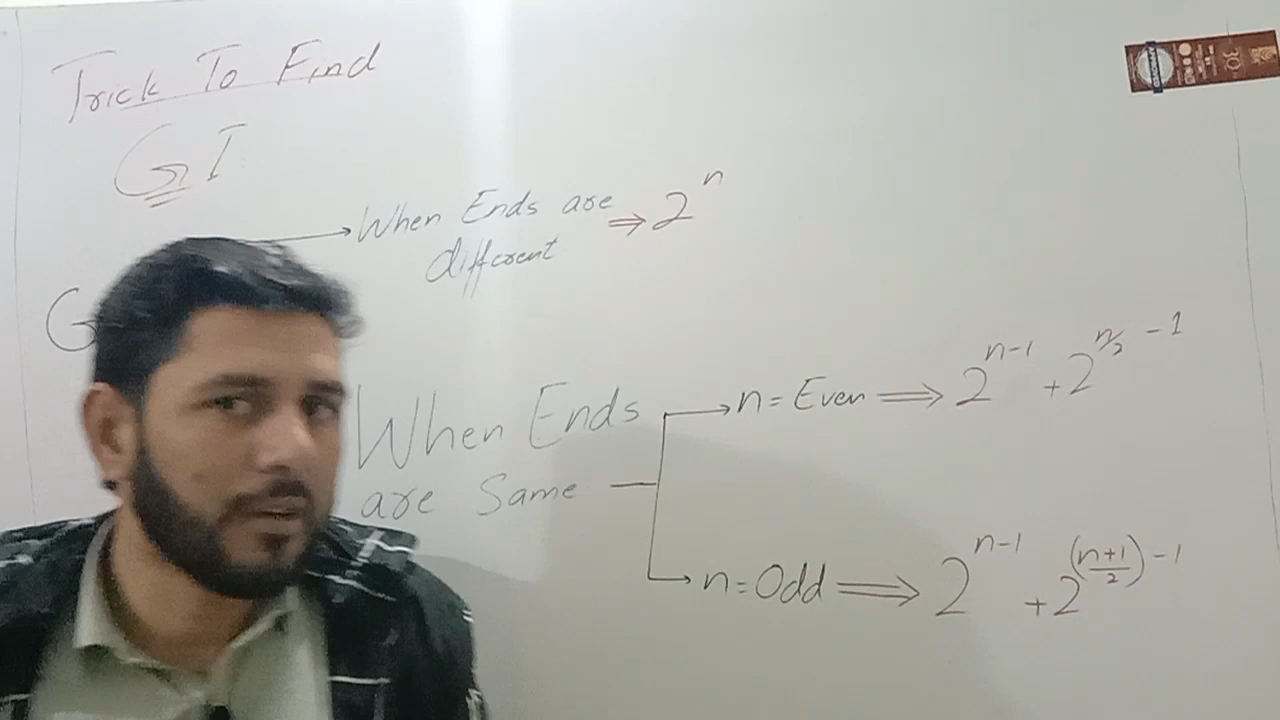 Trick To Find
GI
When Ends are ⇒ 2^n
different
G
When Ends
are Same
n = Even ⟹ 2^(n-1) + 2^(n/2 - 1)
n = Odd ⟹ 2^(n-1) + 2^((n+1)/2 - 1)
30